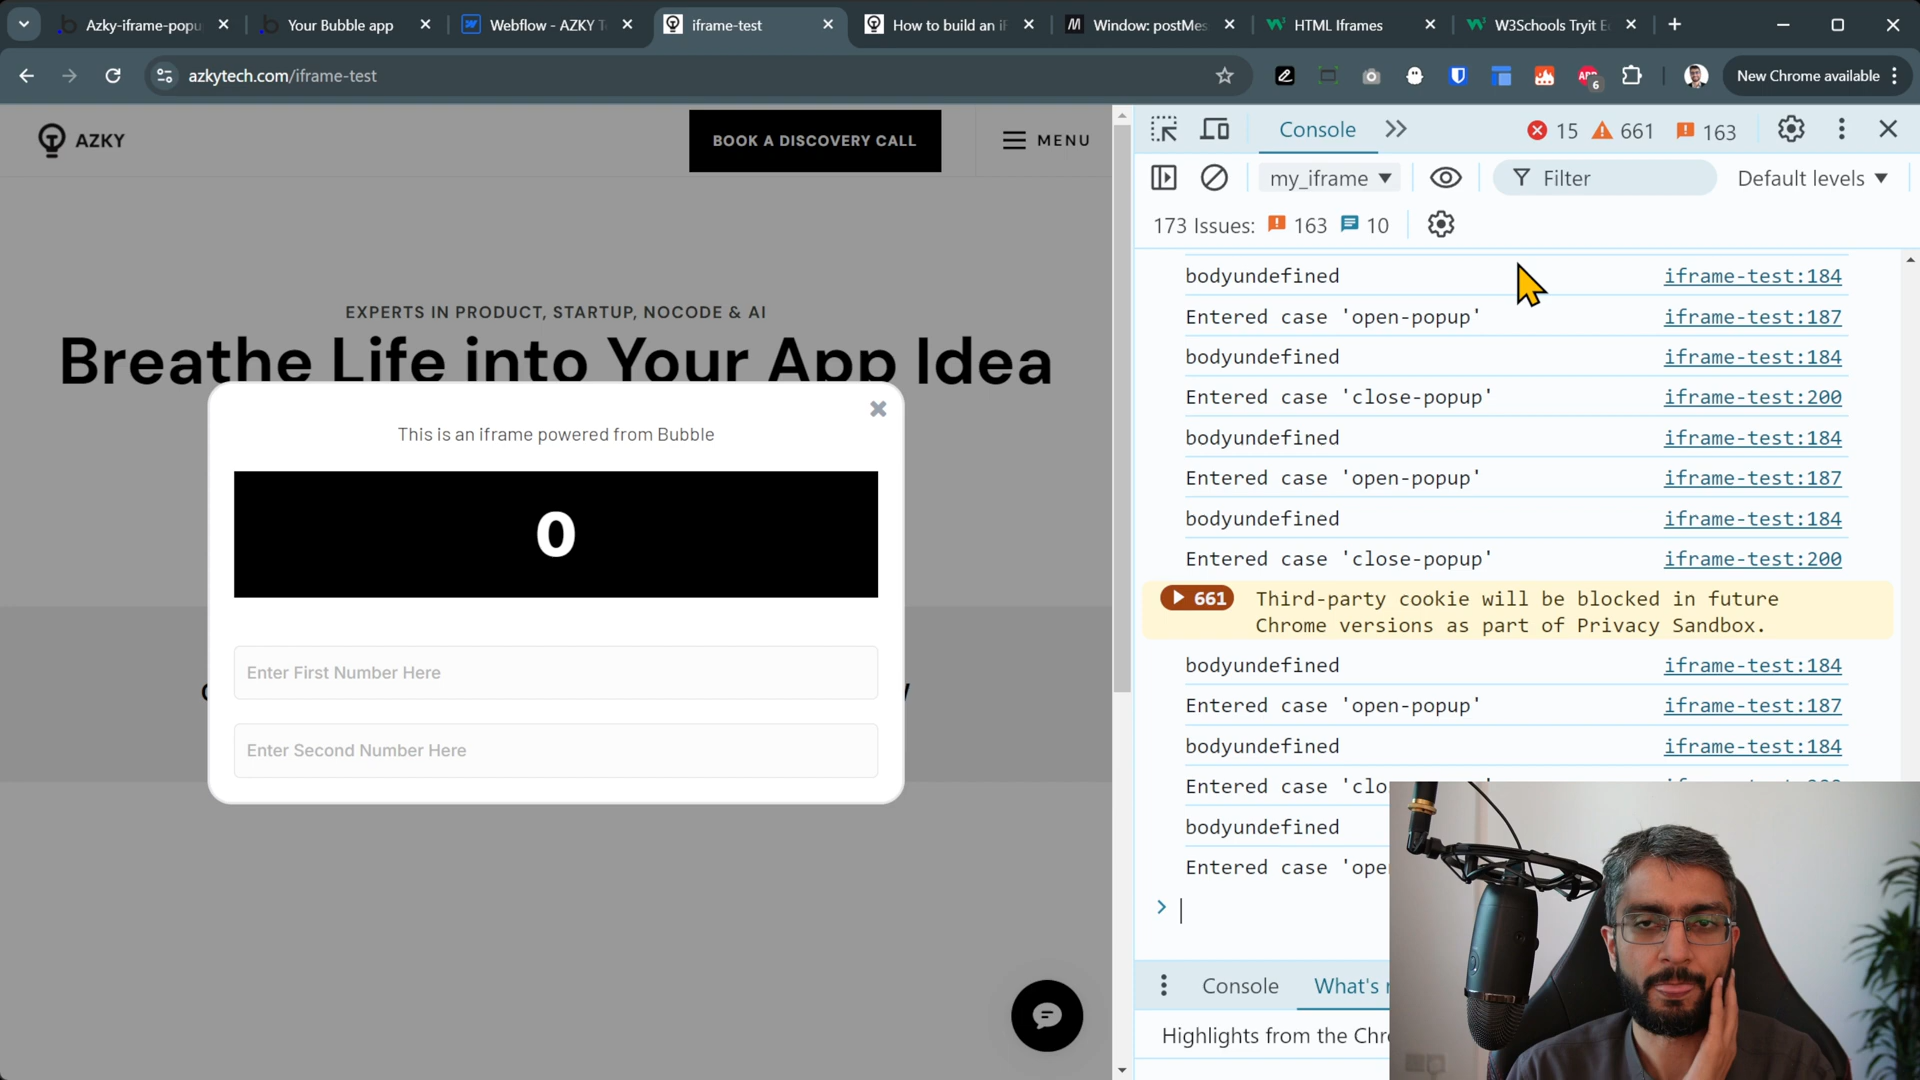 Azky-iframe-popu
Your Bubble app
Webflow - AZKY T
iframe-test
How to build an i
Window: postMes
HTML Iframes
W3Schools Tryit E
azkytech.com/iframe-test
6
New Chrome available
AZKY
BOOK A DISCOVERY CALL
MENU
EXPERTS IN PRODUCT, STARTUP, NOCODE & AI
Breathe Life into Your App Idea
This is an iframe powered from Bubble
0
Enter First Number Here
Enter Second Number Here
Console
15
661
163
my_iframe
Filter
Default levels
173 Issues: 163 10
bodyundefined iframe-test:184
Entered case 'open-popup' iframe-test:187
bodyundefined iframe-test:184
Entered case 'close-popup' iframe-test:200
bodyundefined iframe-test:184
Entered case 'open-popup' iframe-test:187
bodyundefined iframe-test:184
Entered case 'close-popup' iframe-test:200
661 Third-party cookie will be blocked in future
Chrome versions as part of Privacy Sandbox.
bodyundefined iframe-test:184
Entered case 'open-popup' iframe-test:187
bodyundefined iframe-test:184
Entered case 'clo
bodyundefined
Entered case 'ope
>
Console
What's
Highlights from the Chr